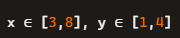 x ∈ [3,8], y ∈ [1,4]